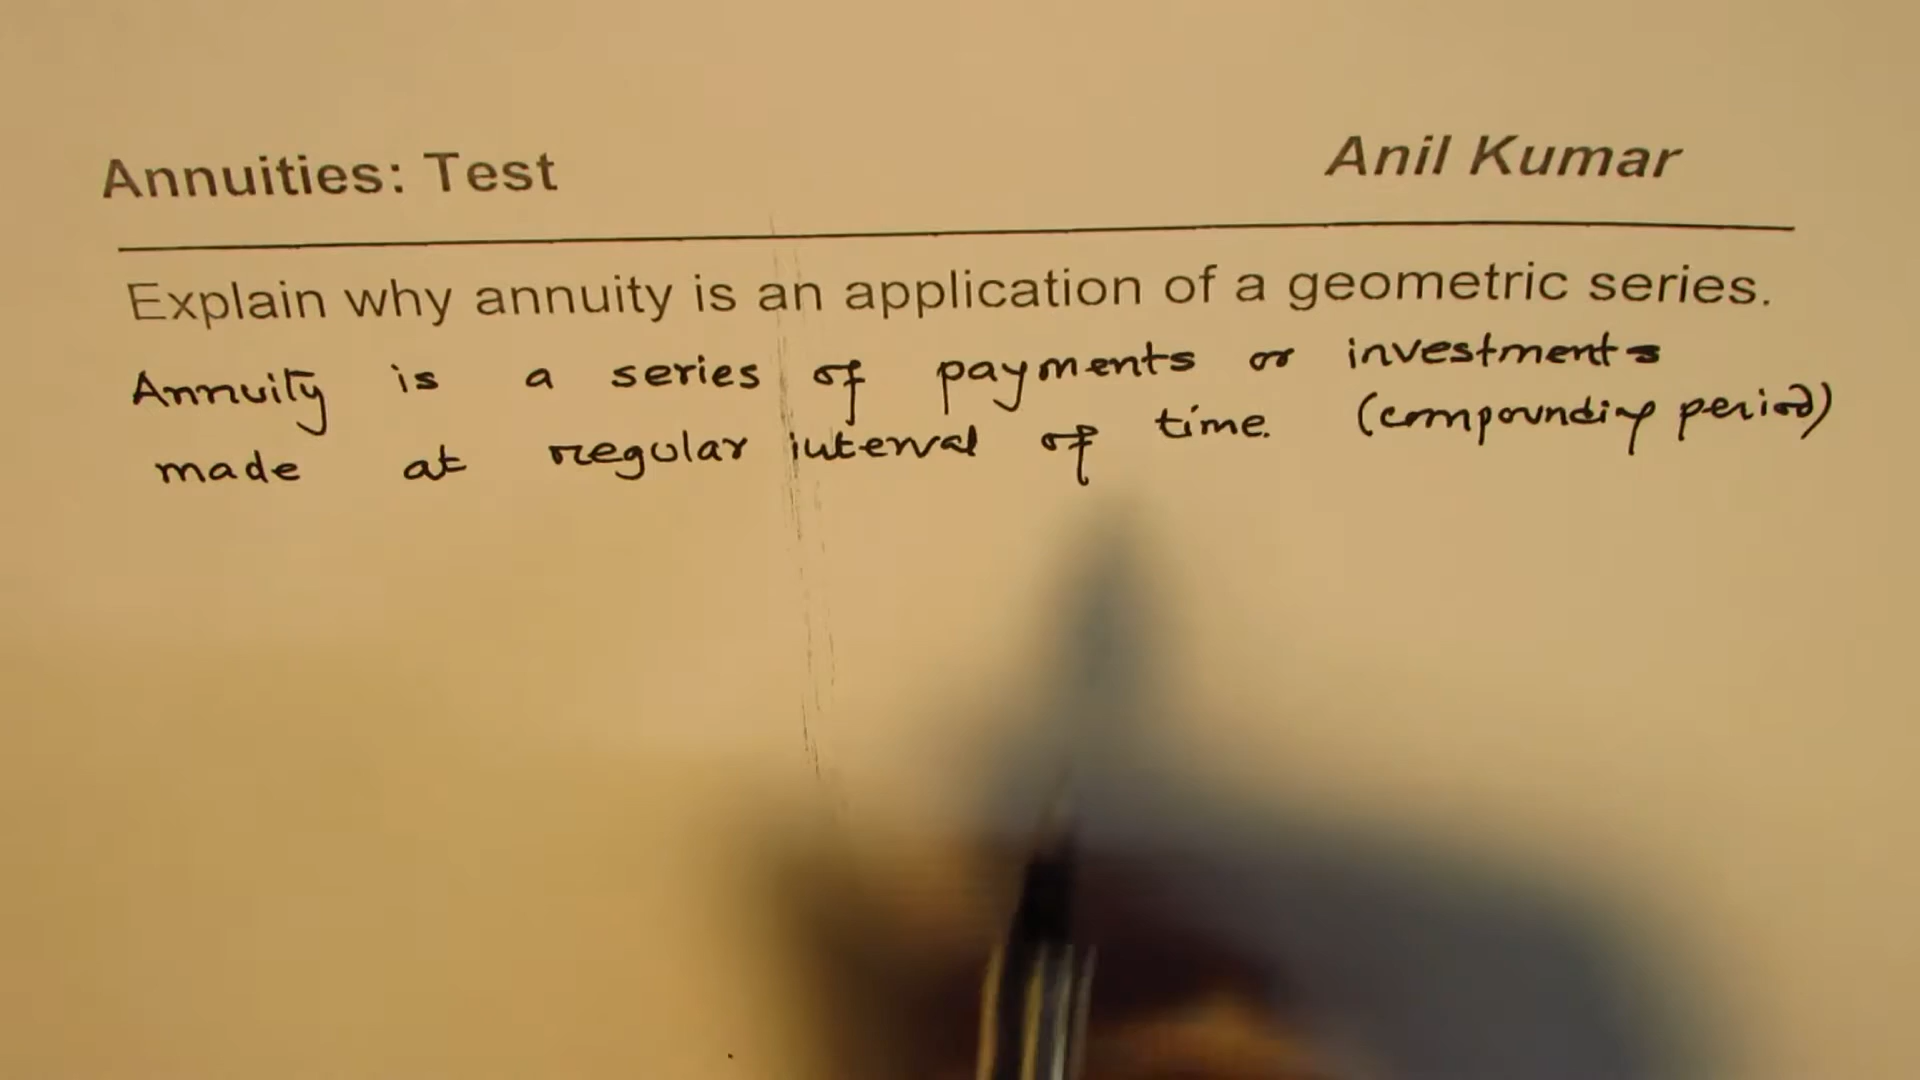 Annuities: Test
Anil Kumar
Explain why annuity is an application of a geometric series.
Annuity is a series of payments or investments
made at regular interval of time. (compounding period)